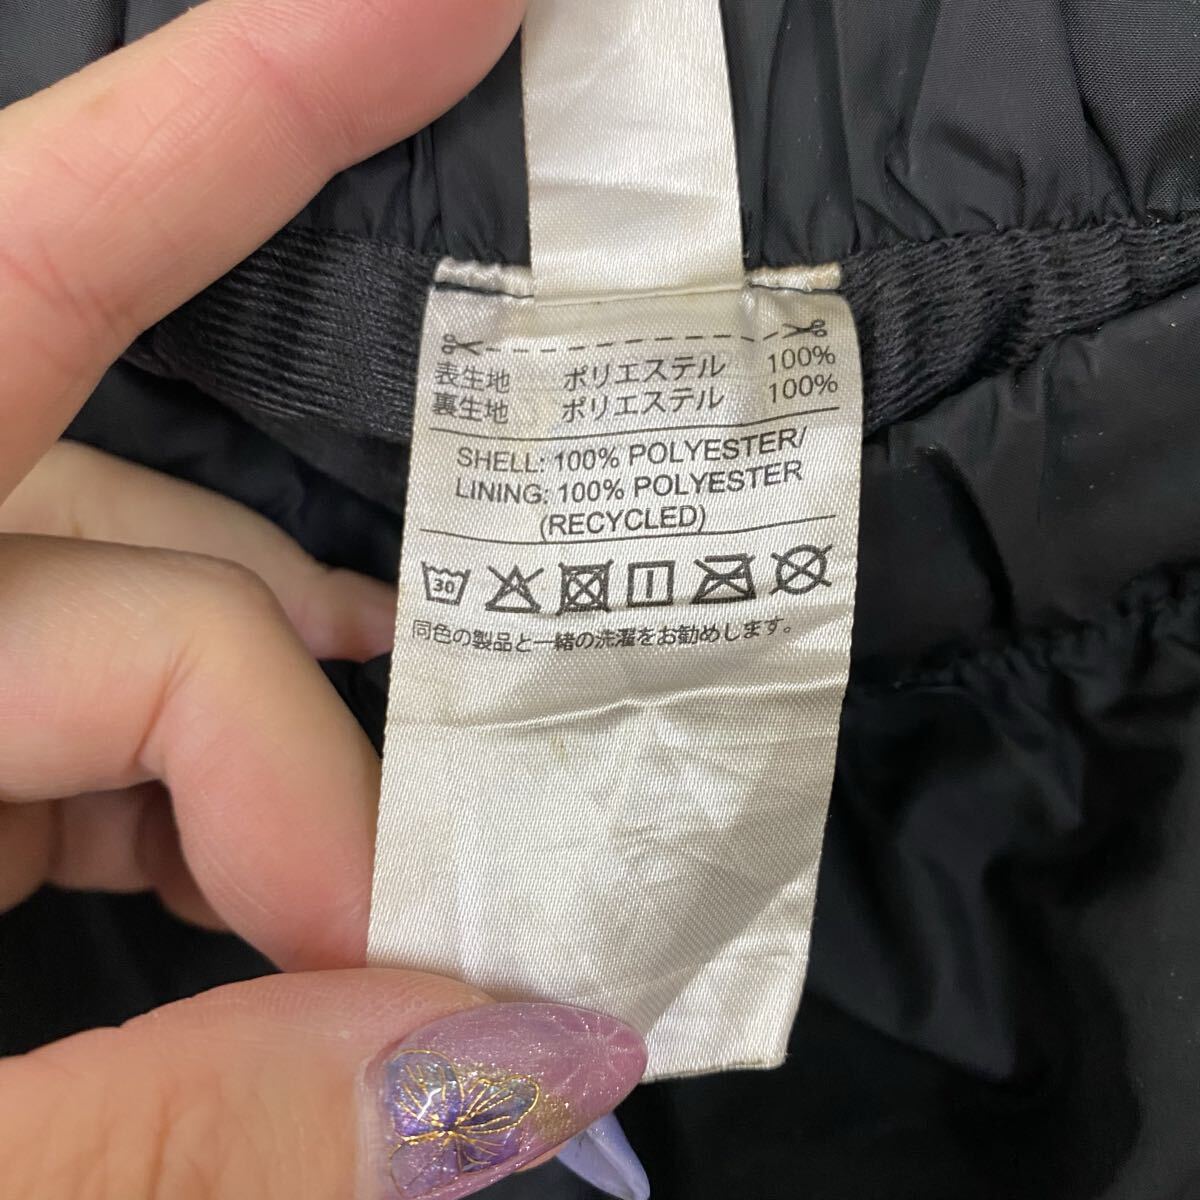 表生地 ポリエステル 100%
裏生地 ポリエステル 100%
SHELL: 100% POLYESTER/
LINING: 100% POLYESTER
(RECYCLED)
30
同色の製品と一緒の洗濯をお勧めします。